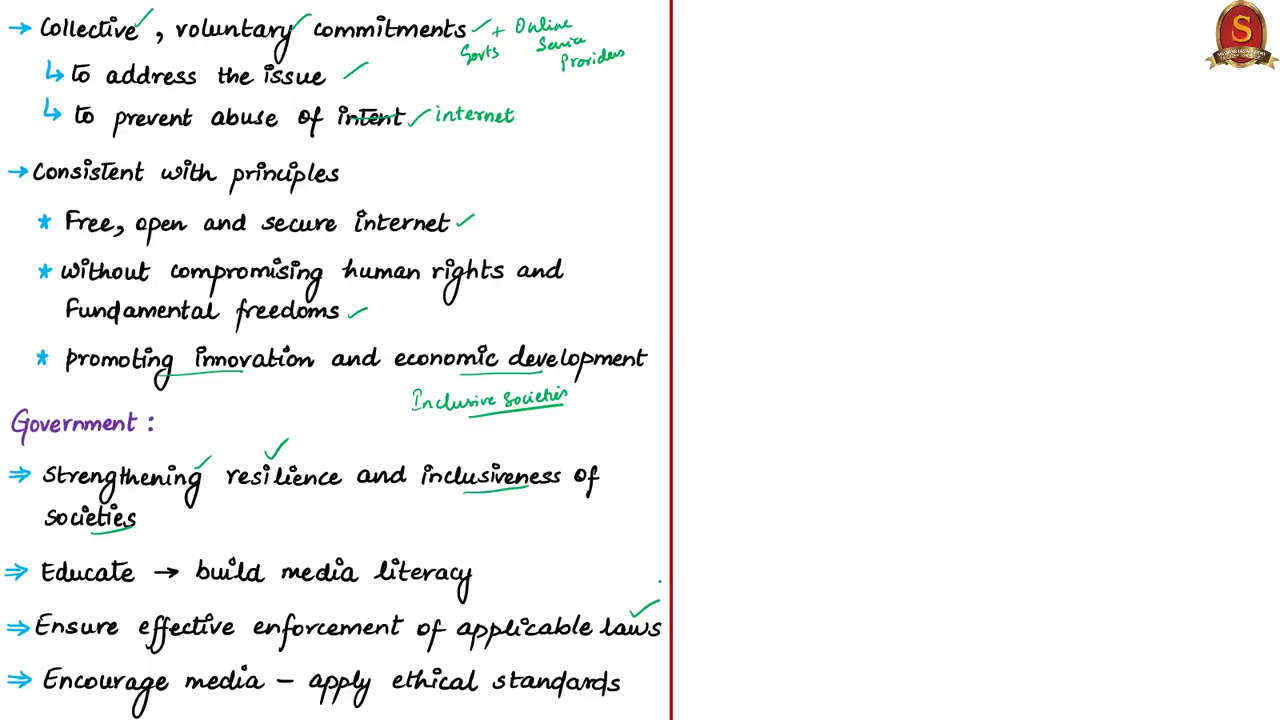 → Collective, voluntary commitments + Online
Govts Service
Providers
↳ to address the issue
↳ to prevent abuse of intent internet
→ Consistent with principles
* Free, open and secure internet
* without compromising human rights and
Fundamental freedoms
* promoting innovation and economic development
Inclusive Societies
Government :
⇒ Strengthening resilience and inclusiveness of
Societies
⇒ Educate → build media literacy
⇒ Ensure effective enforcement of applicable laws
⇒ Encourage media – apply ethical standards
S